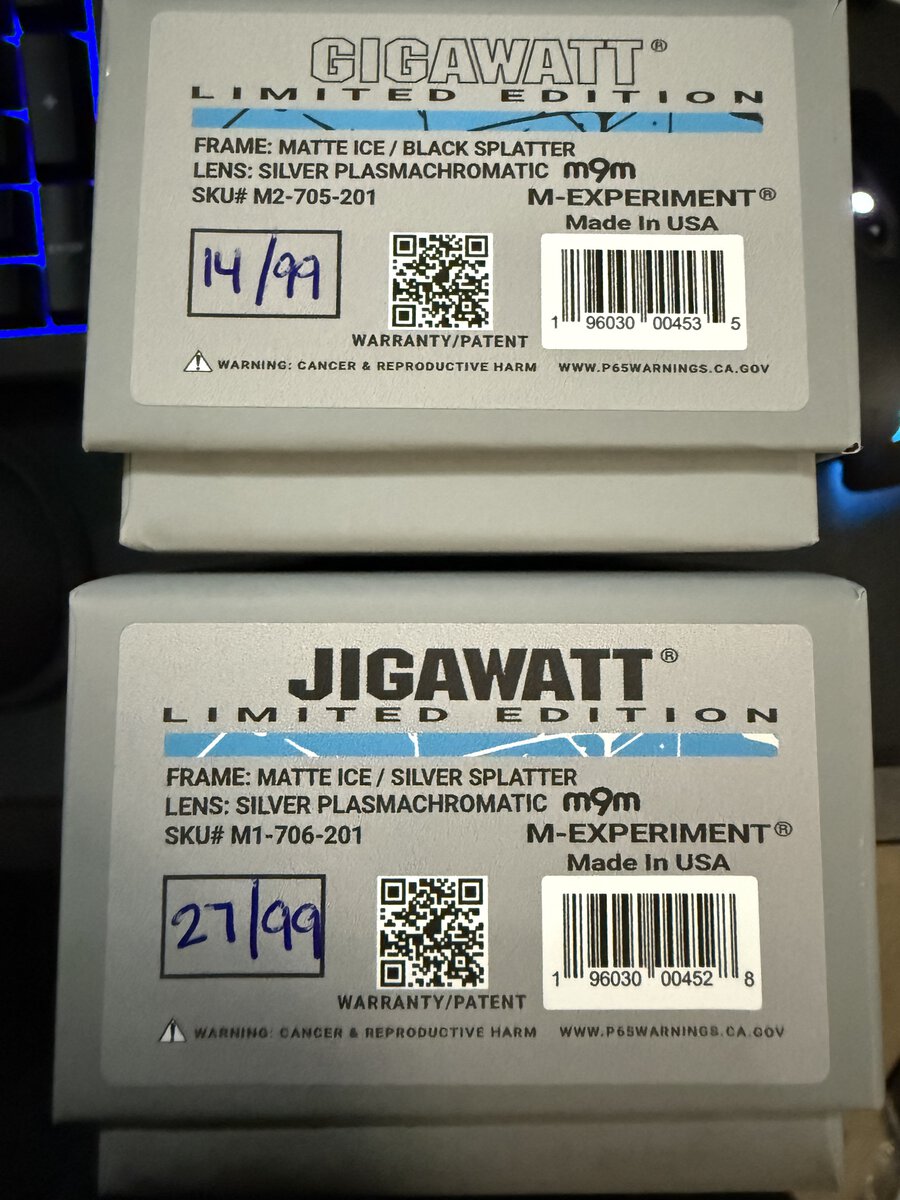 GIGAWATT®
LIMITED EDITION
FRAME: MATTE ICE / BLACK SPLATTER
LENS: SILVER PLASMACHROMATIC m9m
SKU# M2-705-201 M-EXPERIMENT®
Made In USA
14/99
1 96030 00453 5
WARRANTY/PATENT
WARNING: CANCER & REPRODUCTIVE HARM WWW.P65WARNINGS.CA.GOV
JIGAWATT®
LIMITED EDITION
FRAME: MATTE ICE / SILVER SPLATTER
LENS: SILVER PLASMACHROMATIC m9m
SKU# M1-706-201 M-EXPERIMENT®
Made In USA
27/99
1 96030 00452 8
WARRANTY/PATENT
WARNING: CANCER & REPRODUCTIVE HARM WWW.P65WARNINGS.CA.GOV